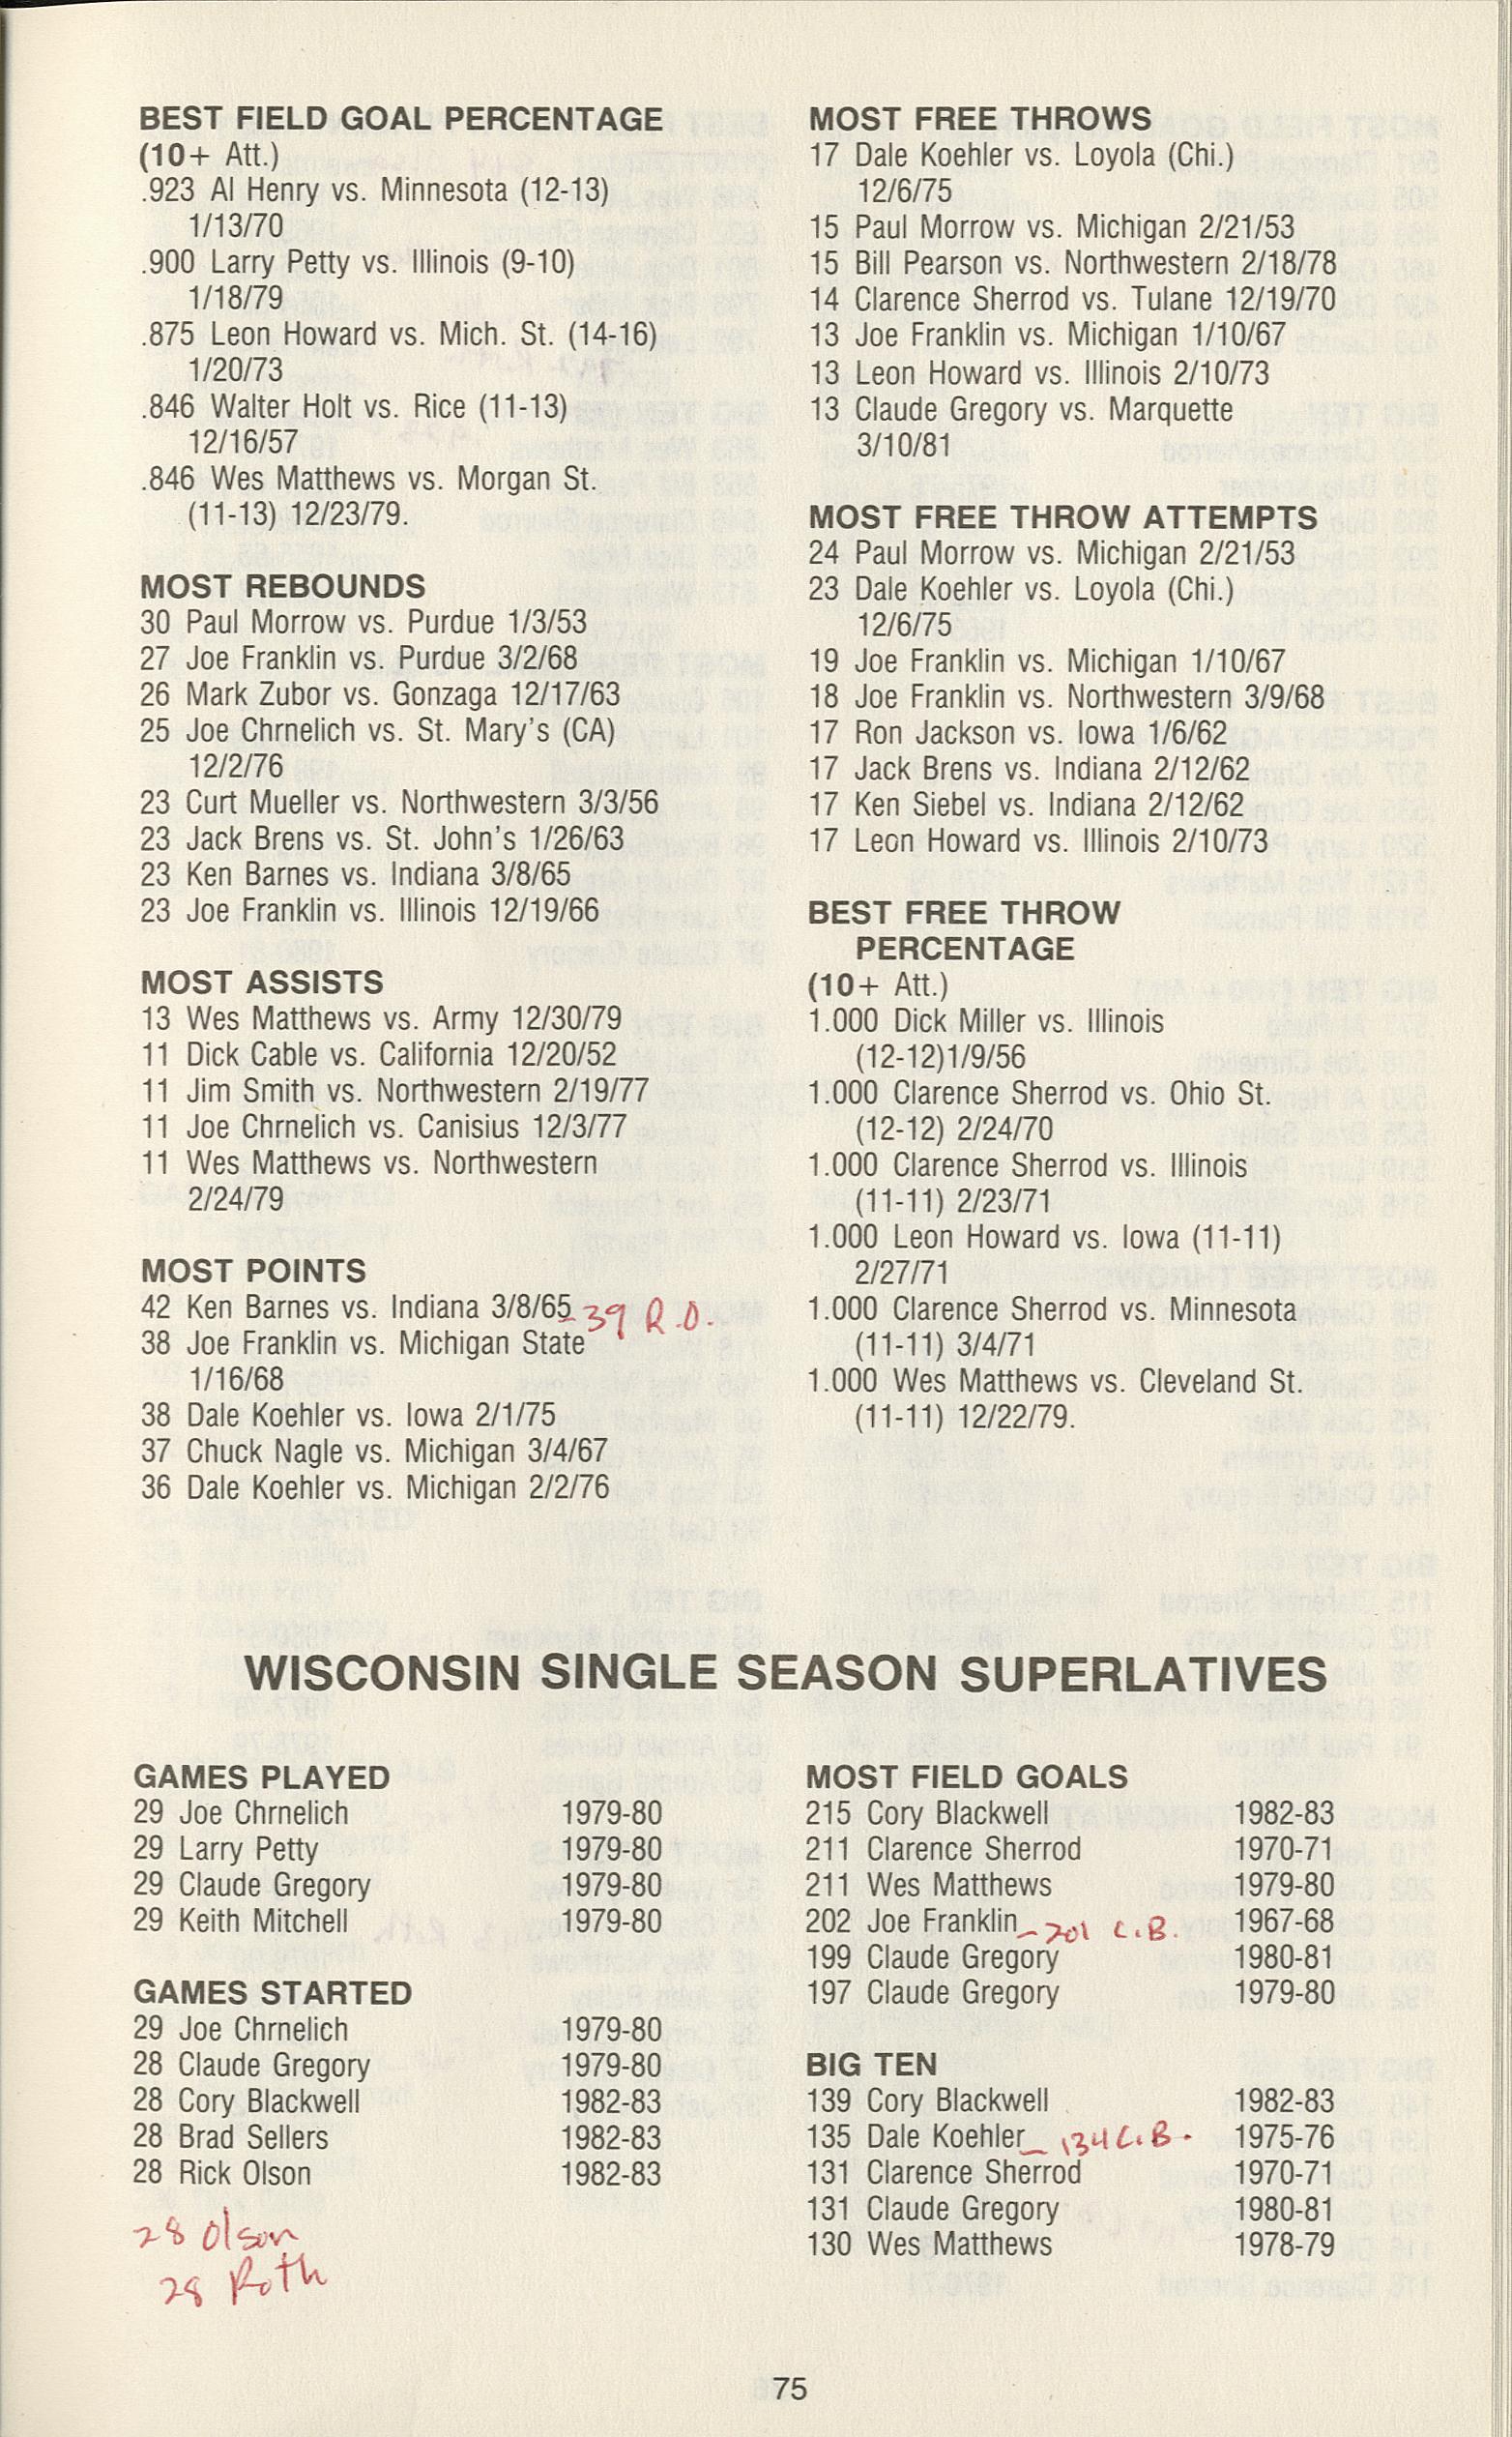 BEST FIELD GOAL PERCENTAGE
(10+ Att.)
.923 Al Henry vs. Minnesota (12-13)
1/13/70
.900 Larry Petty vs. Illinois (9-10)
1/18/79
.875 Leon Howard vs. Mich. St. (14-16)
1/20/73
.846 Walter Holt vs. Rice (11-13)
12/16/57
.846 Wes Matthews vs. Morgan St.
(11-13) 12/23/79.
MOST REBOUNDS
30 Paul Morrow vs. Purdue 1/3/53
27 Joe Franklin vs. Purdue 3/2/68
26 Mark Zubor vs. Gonzaga 12/17/63
25 Joe Chrnelich vs. St. Mary's (CA)
12/2/76
23 Curt Mueller vs. Northwestern 3/3/56
23 Jack Brens vs. St. John's 1/26/63
23 Ken Barnes vs. Indiana 3/8/65
23 Joe Franklin vs. Illinois 12/19/66
MOST ASSISTS
13 Wes Matthews vs. Army 12/30/79
11 Dick Cable vs. California 12/20/52
11 Jim Smith vs. Northwestern 2/19/77
11 Joe Chrnelich vs. Canisius 12/3/77
11 Wes Matthews vs. Northwestern
2/24/79
MOST POINTS
42 Ken Barnes vs. Indiana 3/8/65 - 39 R.O.
38 Joe Franklin vs. Michigan State
1/16/68
38 Dale Koehler vs. Iowa 2/1/75
37 Chuck Nagle vs. Michigan 3/4/67
36 Dale Koehler vs. Michigan 2/2/76
MOST FREE THROWS
17 Dale Koehler vs. Loyola (Chi.)
12/6/75
15 Paul Morrow vs. Michigan 2/21/53
15 Bill Pearson vs. Northwestern 2/18/78
14 Clarence Sherrod vs. Tulane 12/19/70
13 Joe Franklin vs. Michigan 1/10/67
13 Leon Howard vs. Illinois 2/10/73
13 Claude Gregory vs. Marquette
3/10/81
MOST FREE THROW ATTEMPTS
24 Paul Morrow vs. Michigan 2/21/53
23 Dale Koehler vs. Loyola (Chi.)
12/6/75
19 Joe Franklin vs. Michigan 1/10/67
18 Joe Franklin vs. Northwestern 3/9/68
17 Ron Jackson vs. Iowa 1/6/62
17 Jack Brens vs. Indiana 2/12/62
17 Ken Siebel vs. Indiana 2/12/62
17 Leon Howard vs. Illinois 2/10/73
BEST FREE THROW
PERCENTAGE
(10+ Att.)
1.000 Dick Miller vs. Illinois
(12-12)1/9/56
1.000 Clarence Sherrod vs. Ohio St.
(12-12) 2/24/70
1.000 Clarence Sherrod vs. Illinois
(11-11) 2/23/71
1.000 Leon Howard vs. Iowa (11-11)
2/27/71
1.000 Clarence Sherrod vs. Minnesota
(11-11) 3/4/71
1.000 Wes Matthews vs. Cleveland St.
(11-11) 12/22/79.
WISCONSIN SINGLE SEASON SUPERLATIVES
GAMES PLAYED
29 Joe Chrnelich 1979-80
29 Larry Petty 1979-80
29 Claude Gregory 1979-80
29 Keith Mitchell 1979-80
GAMES STARTED
29 Joe Chrnelich 1979-80
28 Claude Gregory 1979-80
28 Cory Blackwell 1982-83
28 Brad Sellers 1982-83
28 Rick Olson 1982-83
28 Olson
28 Roth
MOST FIELD GOALS
215 Cory Blackwell 1982-83
211 Clarence Sherrod 1970-71
211 Wes Matthews 1979-80
202 Joe Franklin - 201 C.B. 1967-68
199 Claude Gregory 1980-81
197 Claude Gregory 1979-80
BIG TEN
139 Cory Blackwell 1982-83
135 Dale Koehler - 134 C.B. 1975-76
131 Clarence Sherrod 1970-71
131 Claude Gregory 1980-81
130 Wes Matthews 1978-79
75